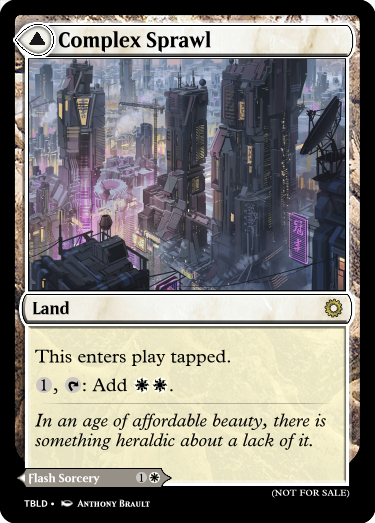 Complex Sprawl
Land
This enters play tapped.
1, : Add .
In an age of affordable beauty, there is
something heraldic about a lack of it.
Flash Sorcery 1
(NOT FOR SALE)
TBLD • Anthony Brault